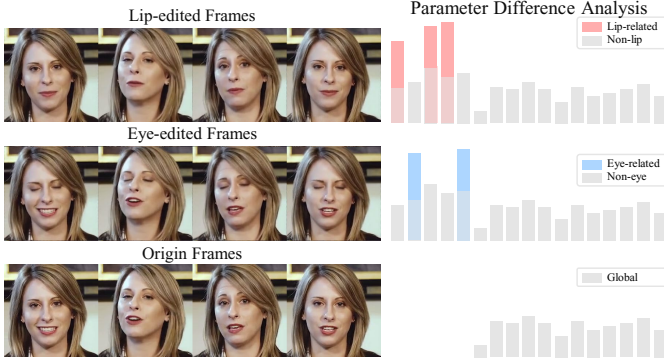 Lip-edited Frames
Parameter Difference Analysis
Lip-related
Non-lip
Eye-edited Frames
Eye-related
Non-eye
Origin Frames
Global